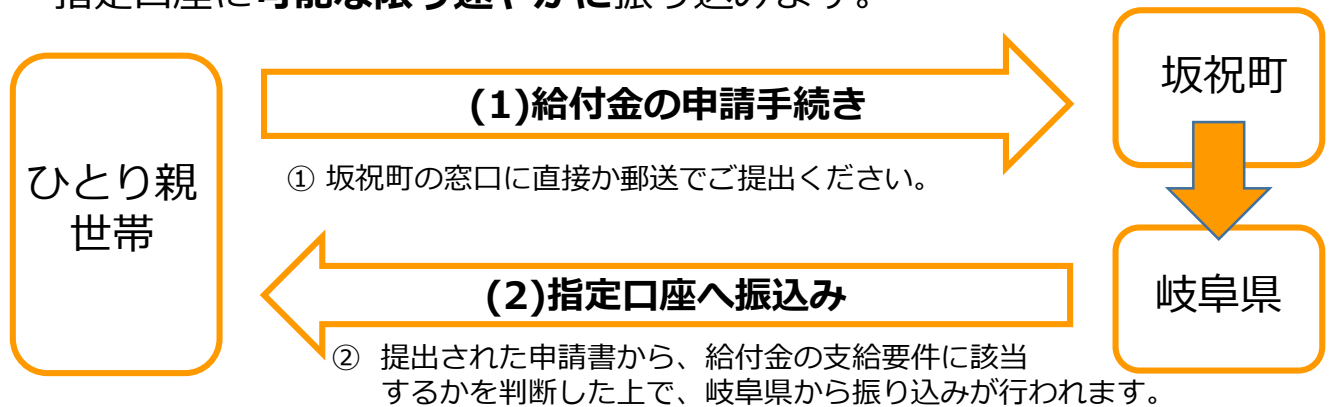 指定口座に可能な限り速やかに振り込みます。
坂祝町
(1)給付金の申請手続き
ひとり親
世帯
① 坂祝町の窓口に直接か郵送でご提出ください。
(2)指定口座へ振込み
岐阜県
② 提出された申請書から、給付金の支給要件に該当
するかを判断した上で、岐阜県から振り込みが行われます。